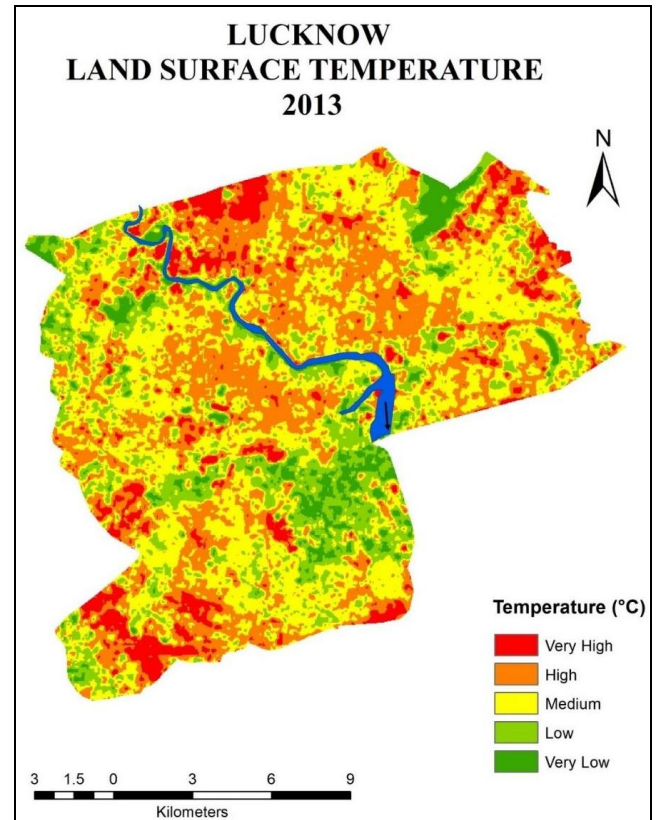 LUCKNOW
LAND SURFACE TEMPERATURE
2013
N
Temperature (°C)
Very High
High
Medium
Low
Very Low
3 1.5 0 3 6 9
Kilometers